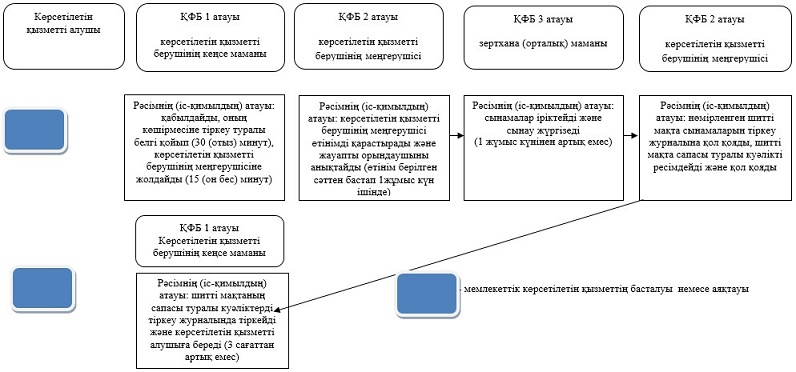 Көрсетілетін
қызметті алушы
ҚФБ 1 атауы
көрсетілетін қызметті
берушінің кеңсе маманы
ҚФБ 2 атауы
көрсетілетін қызметті
берушінің меңгерушісі
ҚФБ 3 атауы
зертхана (орталық) маманы
ҚФБ 2 атауы
көрсетілетін қызметті
берушінің меңгерушісі
Рәсімнің (іс-қимылдың) атауы:
қабылдайды, оның
көшірмесіне тіркеу туралы
белгі қойып (30 (отыз) минут),
көрсетілетін қызметті
берушінің меңгерушісіне
жолдайды (15 (он бес) минут)
Рәсімнің (іс-қимылдың)
атауы: көрсетілетін қызметті
берушінің меңгерушісі
өтінімді қарастырады және
жауапты орындаушыны
анықтайды (өтінім берілген
сәттен бастап 1жұмыс күн
ішінде)
Рәсімнің (іс-қимылдың) атауы:
сынамалар іріктейді және
сынау жүргізеді
(1 жұмыс күнінен артық емес)
Рәсімнің (іс-қимылдың)
атауы: нөмірленген шитті
мақта сынамаларын тіркеу
журналына қол қояды, шитті
мақта сапасы туралы куәлікті
ресімдейді және қол қояды
ҚФБ 1 атауы
Көрсетілетін қызметті
берушінің кеңсе маманы
Рәсімнің (іс-қимылдың)
атауы: шитті мақтаның
сапасы туралы куәліктерді
тіркеу журналында тіркейді
және көрсетілетін қызметті
алушыға береді (3 сағаттан
артық емес)
- мемлекеттік көрсетілетін қызметтің басталуы немесе аяқтауы